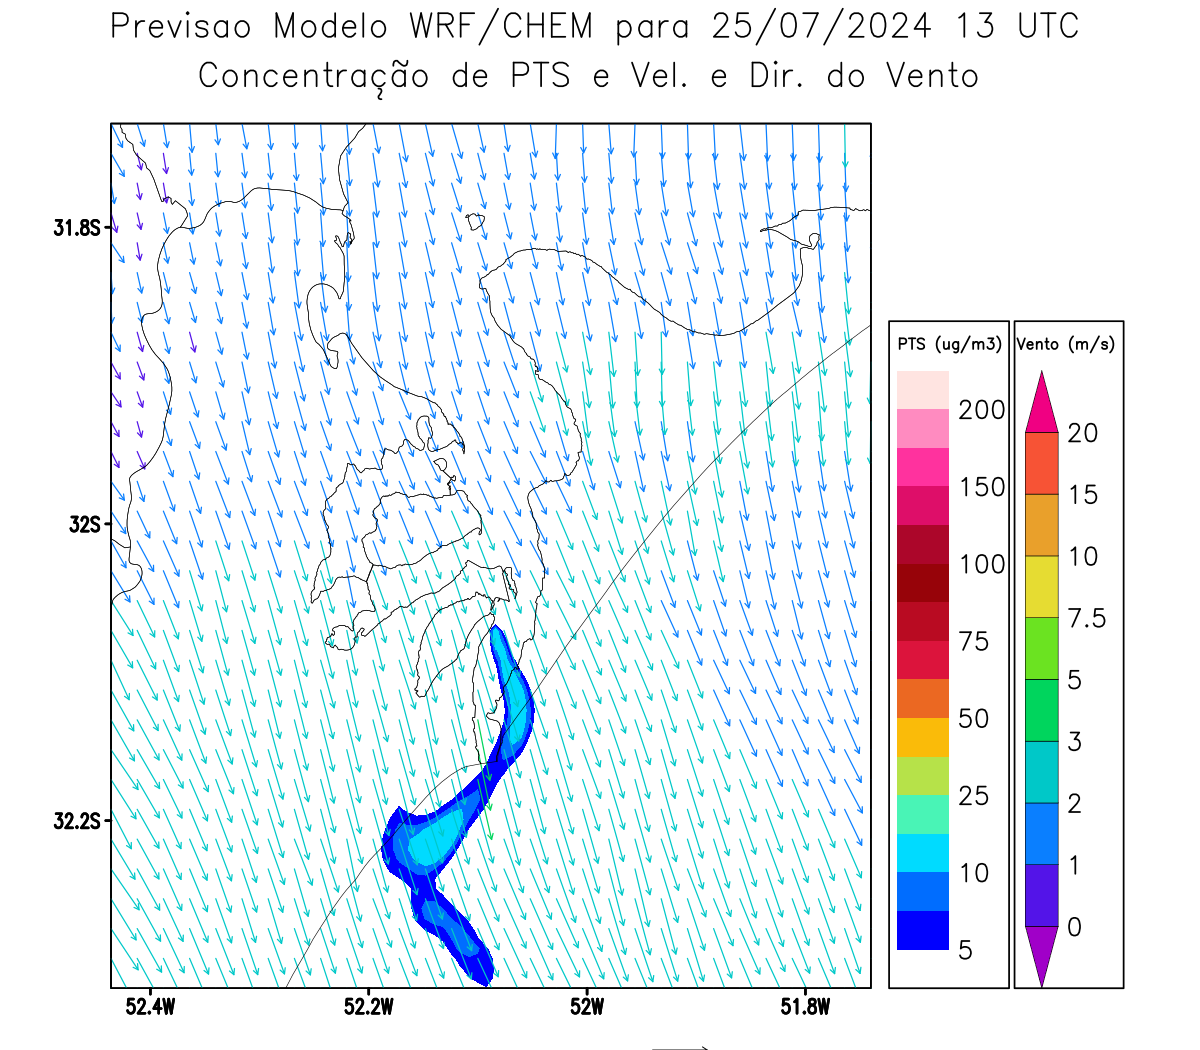 Previsao Modelo WRF/CHEM para 25/07/2024 13 UTC
Concentração de PTS e Vel. e Dir. do Vento
31.8S
32S
32.2S
52.4W
52.2W
52W
51.8W
PTS (ug/m3)
200
150
100
75
50
25
10
5
Vento (m/s)
20
15
10
7.5
5
3
2
1
0